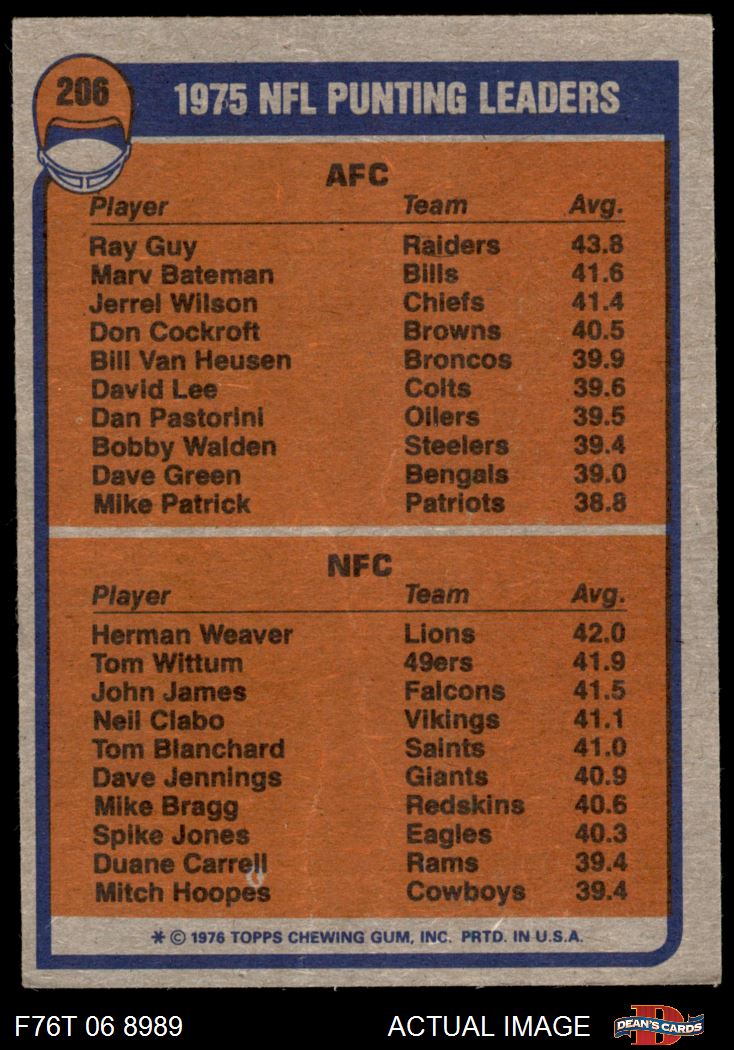 206
1975 NFL PUNTING LEADERS
AFC
Player Team Avg.
Ray Guy Raiders 43.8
Marv Bateman Bills 41.6
Jerrel Wilson Chiefs 41.4
Don Cockroft Browns 40.5
Bill Van Heusen Broncos 39.9
David Lee Colts 39.6
Dan Pastorini Oilers 39.5
Bobby Walden Steelers 39.4
Dave Green Bengals 39.0
Mike Patrick Patriots 38.8
NFC
Player Team Avg.
Herman Weaver Lions 42.0
Tom Wittum 49ers 41.9
John James Falcons 41.5
Neil Clabo Vikings 41.1
Tom Blanchard Saints 41.0
Dave Jennings Giants 40.9
Mike Bragg Redskins 40.6
Spike Jones Eagles 40.3
Duane Carrell Rams 39.4
Mitch Hoopes Cowboys 39.4
* © 1976 TOPPS CHEWING GUM, INC. PRTD. IN U.S.A.
F76T 06 8989 ACTUAL IMAGE D DEAN'S CARDS